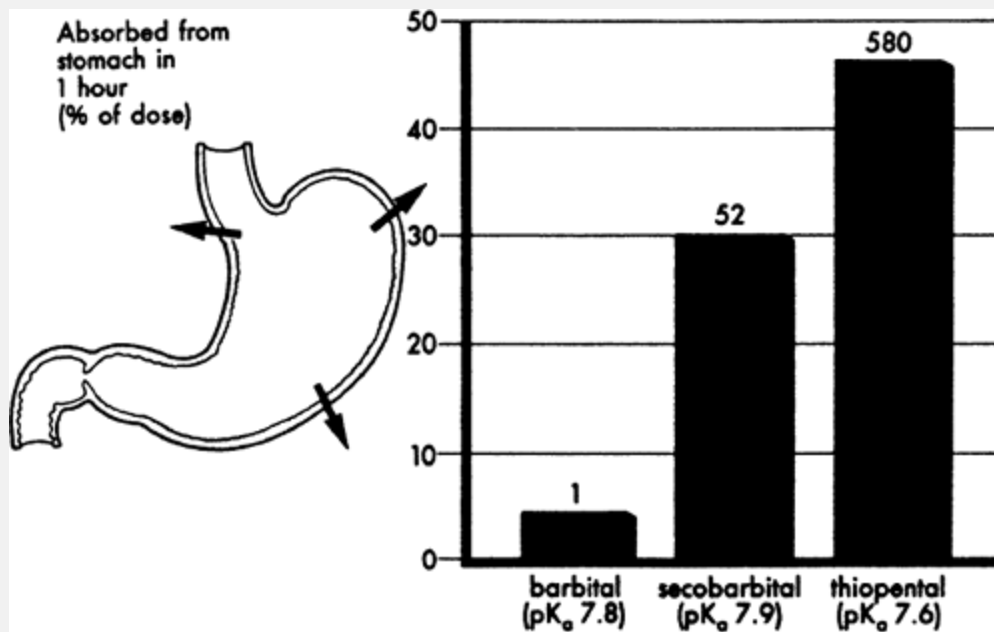 Absorbed from
stomach in
1 hour
(% of dose)
50
40
30
20
10
0
1
52
580
barbital
(pKa 7.8)
secobarbital
(pKa 7.9)
thiopental
(pKa 7.6)